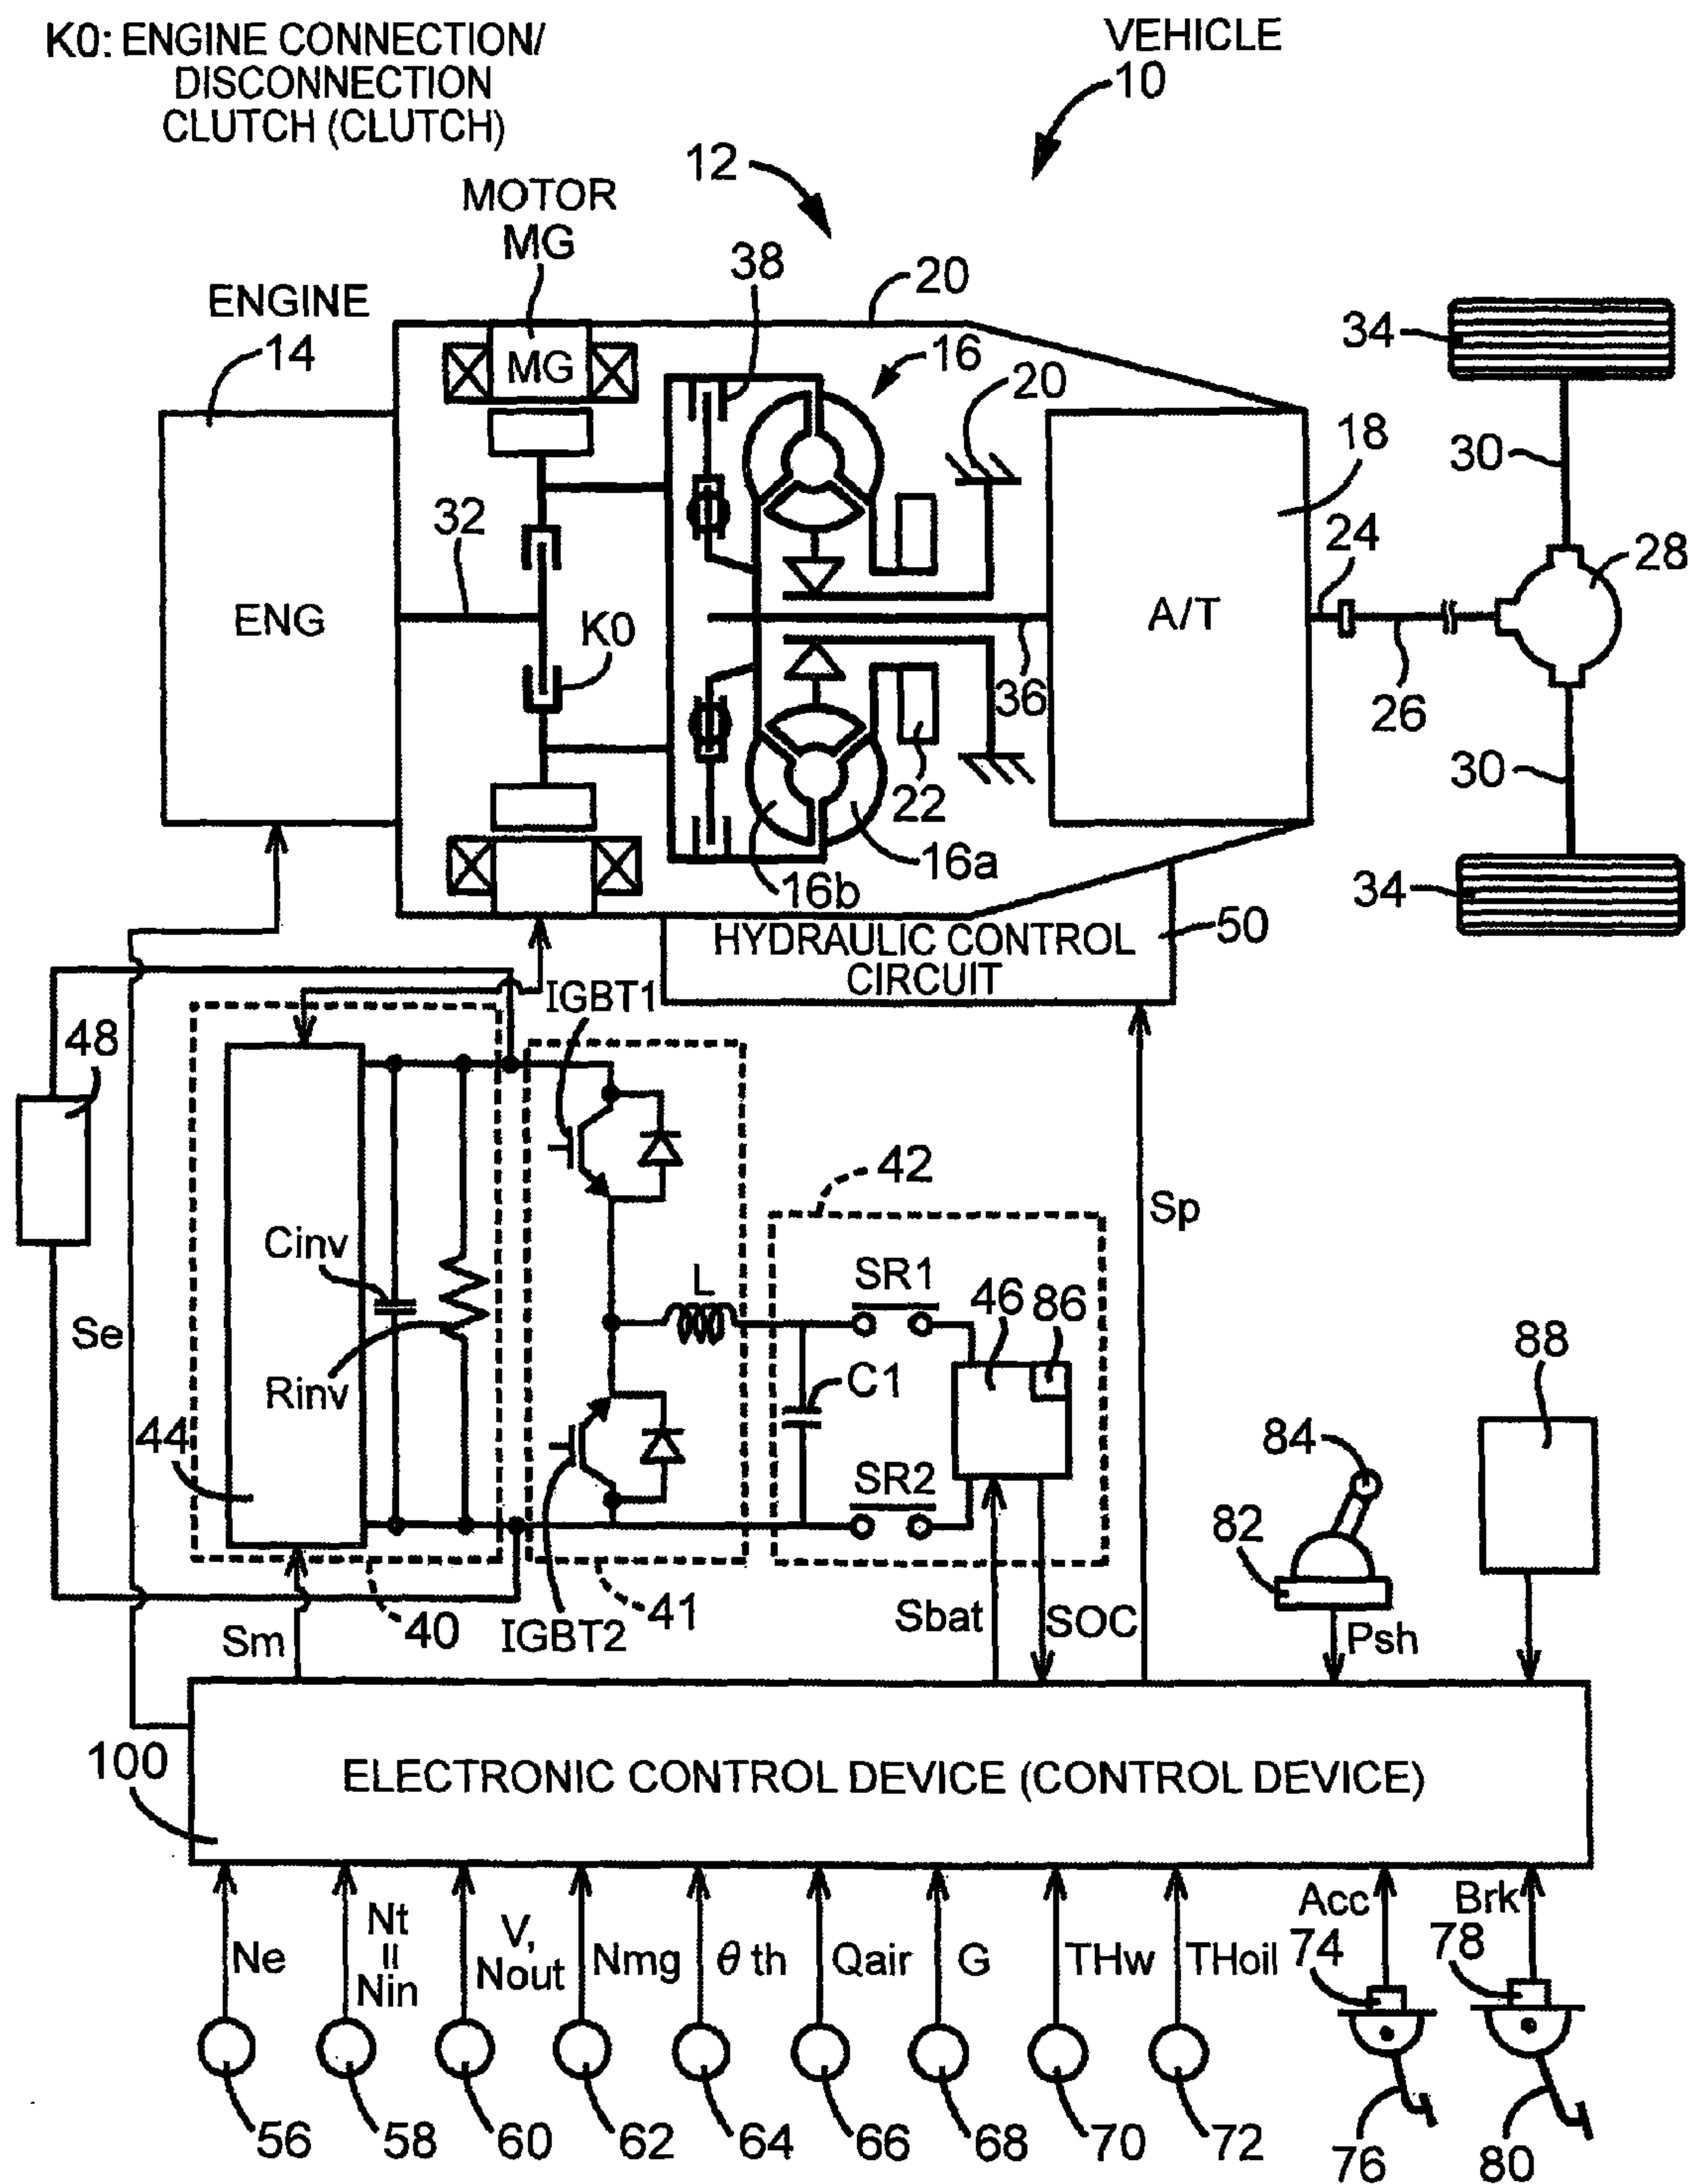 K0: ENGINE CONNECTION/
DISCONNECTION
CLUTCH (CLUTCH)
VEHICLE
10
12
MOTOR
MG
38
20
ENGINE
14
MG
16
20
34
18
30
32
24
28
ENG
K0
A/T
36
26
22
30
16a
16b
34
50
HYDRAULIC CONTROL
CIRCUIT
IGBT1
48
42
Sp
Cinv
L
SR1
46
86
Se
88
Rinv
C1
44
84
SR2
82
40
41
Sbat
SOC
Psh
Sm
IGBT2
100
ELECTRONIC CONTROL DEVICE (CONTROL DEVICE)
Ne
Nt
=
Nin
V,
Nout
Nmg
θth
Qair
G
THw
THoil
Acc
74
Brk
78
56
58
60
62
64
66
68
70
72
76
80